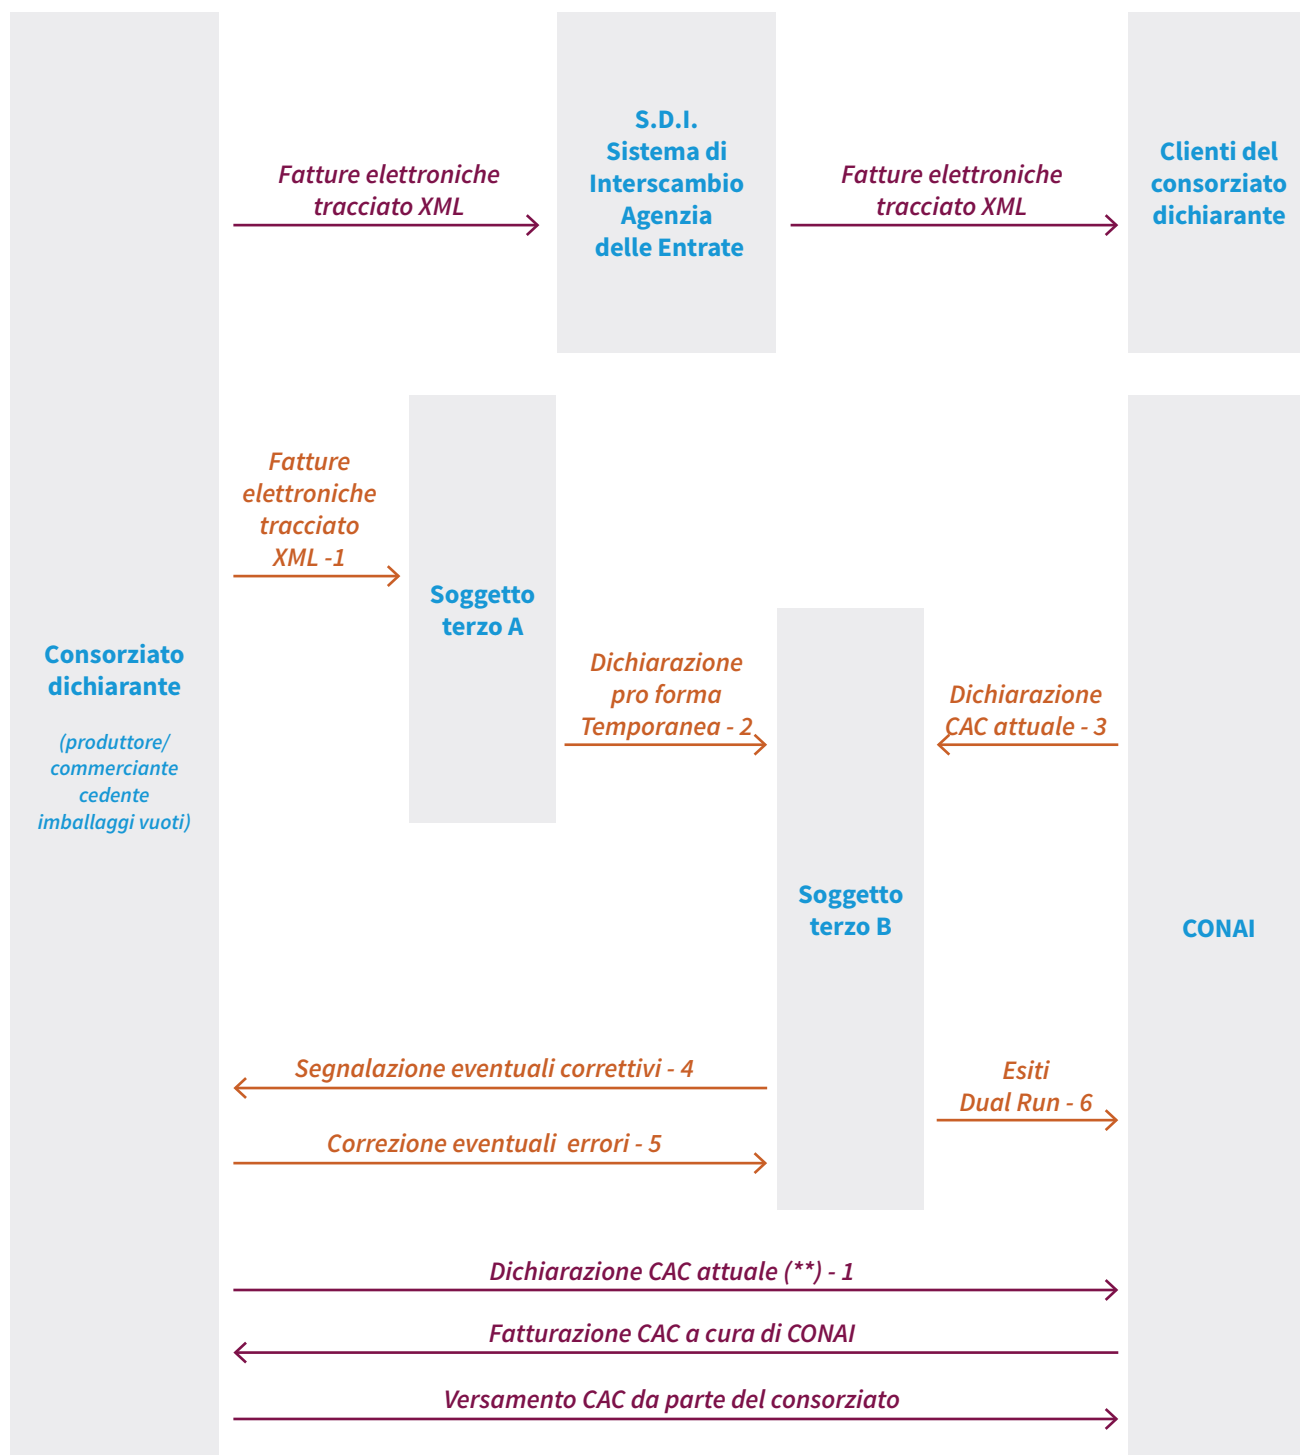 S.D.I.
Sistema di
Interscambio
Agenzia
delle Entrate
Clienti del
consorziato
dichiarante
Fatture elettroniche
tracciato XML
Fatture elettroniche
tracciato XML
Fatture
elettroniche
tracciato
XML -1
Soggetto
terzo A
Consorziato
dichiarante
(produttore/
commerciante
cedente
imballaggi vuoti)
Dichiarazione
pro forma
Temporanea - 2
Dichiarazione
CAC attuale - 3
Soggetto
terzo B
CONAI
Segnalazione eventuali correttivi - 4
Esiti
Dual Run - 6
Correzione eventuali  errori - 5
Dichiarazione CAC attuale (**) - 1
Fatturazione CAC a cura di CONAI
Versamento CAC da parte del consorziato